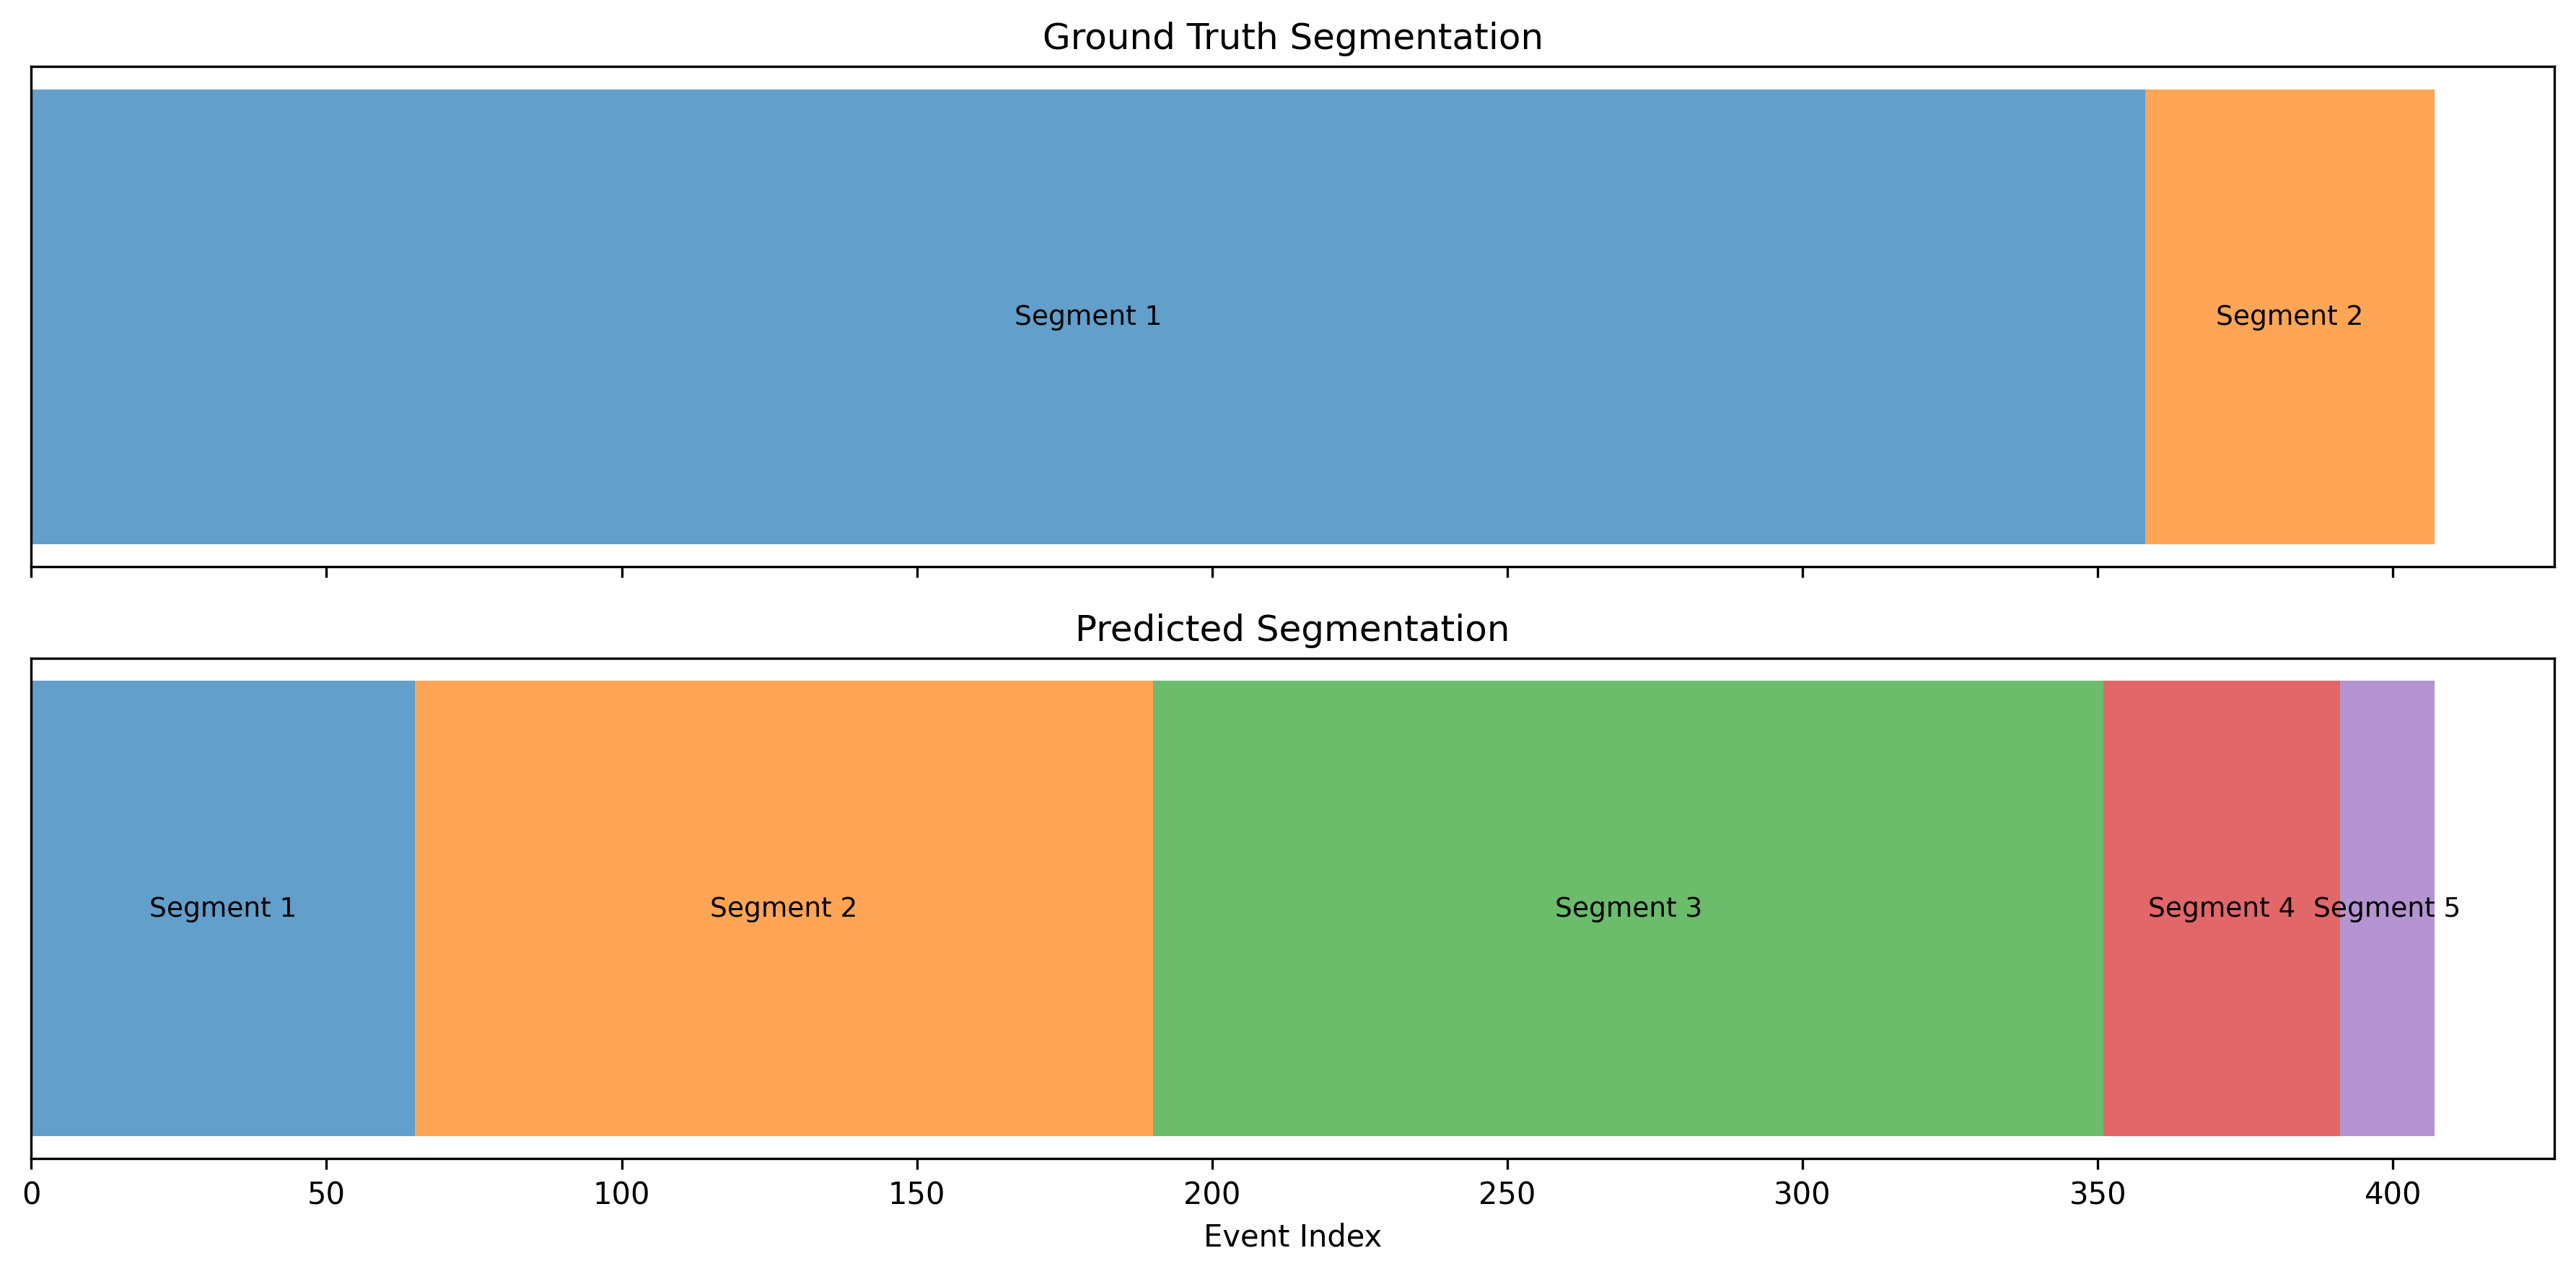 Ground Truth Segmentation
Segment 1 Segment 2
Predicted Segmentation
Segment 1 Segment 2 Segment 3 Segment 4 Segment 5
0 50 100 150 200 250 300 350 400
Event Index